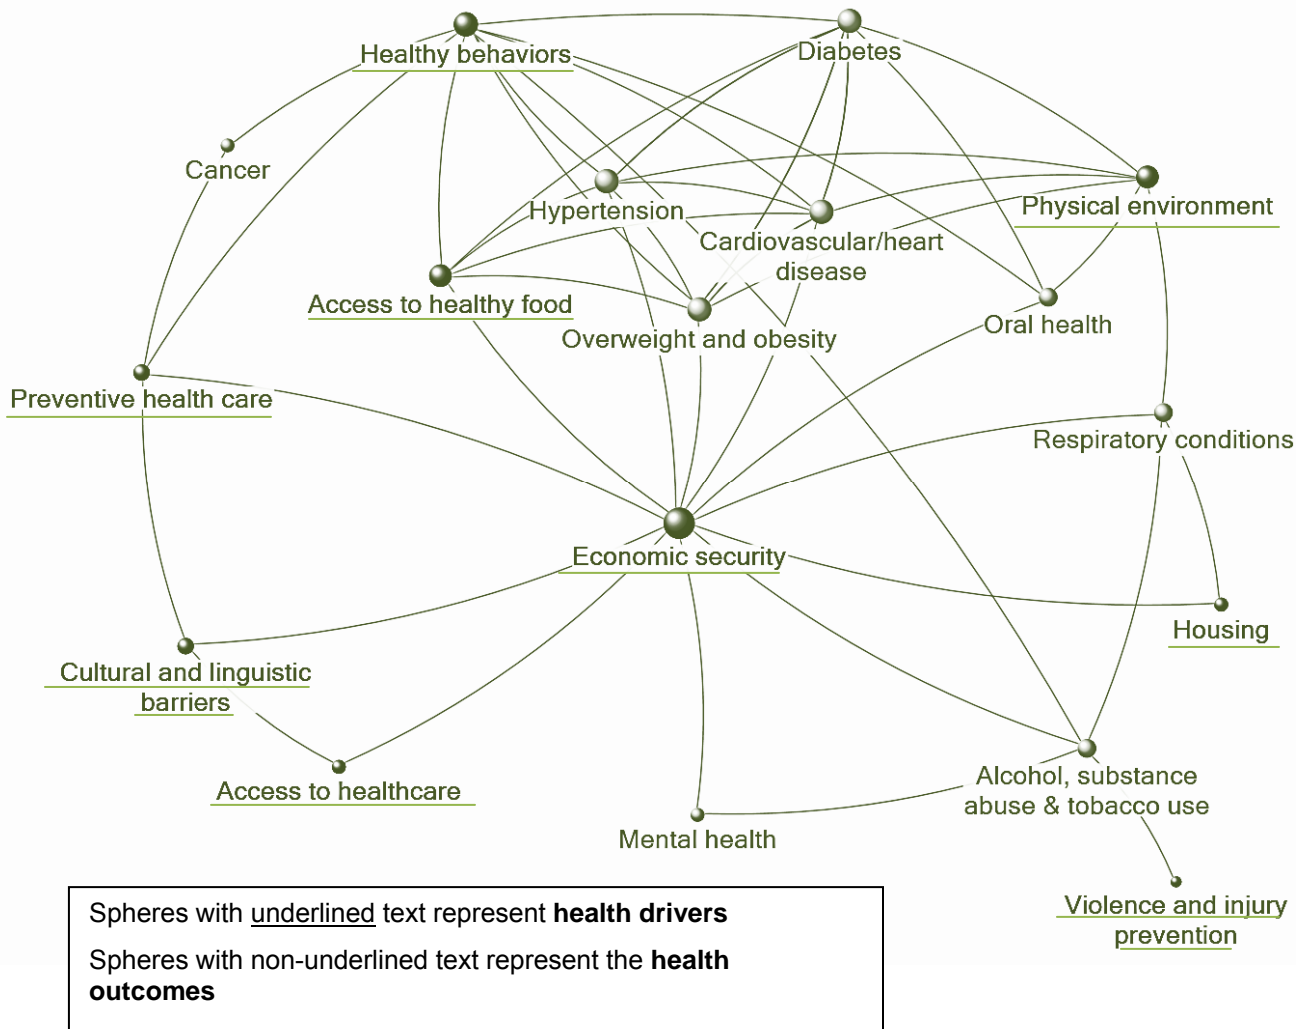 Healthy behaviors
Diabetes
Cancer
Hypertension
Physical environment
Cardiovascular/heart
disease
Access to healthy food
Overweight and obesity
Oral health
Preventive health care
Respiratory conditions
Economic security
Housing
Cultural and linguistic
barriers
Access to healthcare
Alcohol, substance
abuse & tobacco use
Mental health
Violence and injury
prevention
Spheres with underlined text represent health drivers
Spheres with non-underlined text represent the health
outcomes